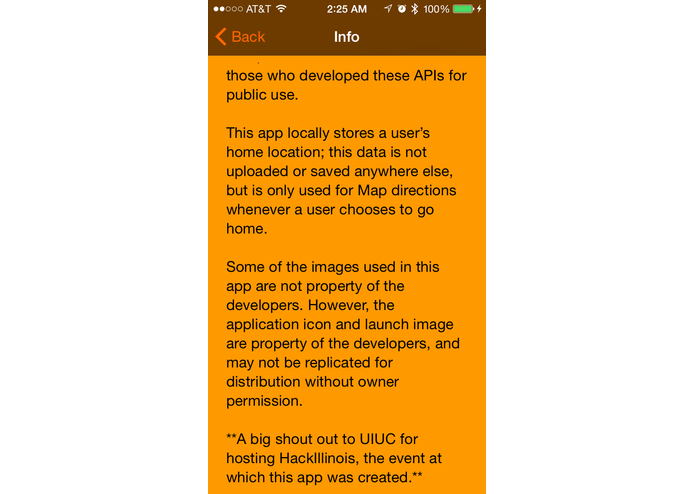 AT&T 2:25 AM 100%
Back Info
those who developed these APIs for
public use.
This app locally stores a user's
home location; this data is not
uploaded or saved anywhere else,
but is only used for Map directions
whenever a user chooses to go
home.
Some of the images used in this
app are not property of the
developers. However, the
application icon and launch image
are property of the developers, and
may not be replicated for
distribution without owner
permission.
**A big shout out to UIUC for
hosting HackIllinois, the event at
which this app was created.**